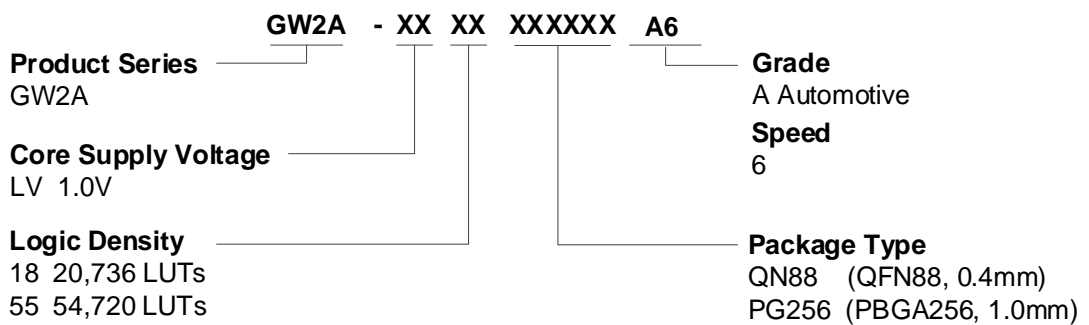 GW2A - XX XX XXXXXX A6
Product Series
GW2A
Core Supply Voltage
LV 1.0V
Logic Density
18 20,736 LUTs
55 54,720 LUTs
Grade
A Automotive
Speed
6
Package Type
QN88 (QFN88, 0.4mm)
PG256 (PBGA256, 1.0mm)